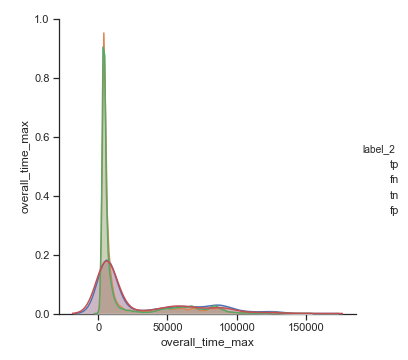 1.0
0.8
0.6
0.4
0.2
0.0
overall_time_max
0 50000 100000 150000
overall_time_max
label_2
tp
fn
tn
fp